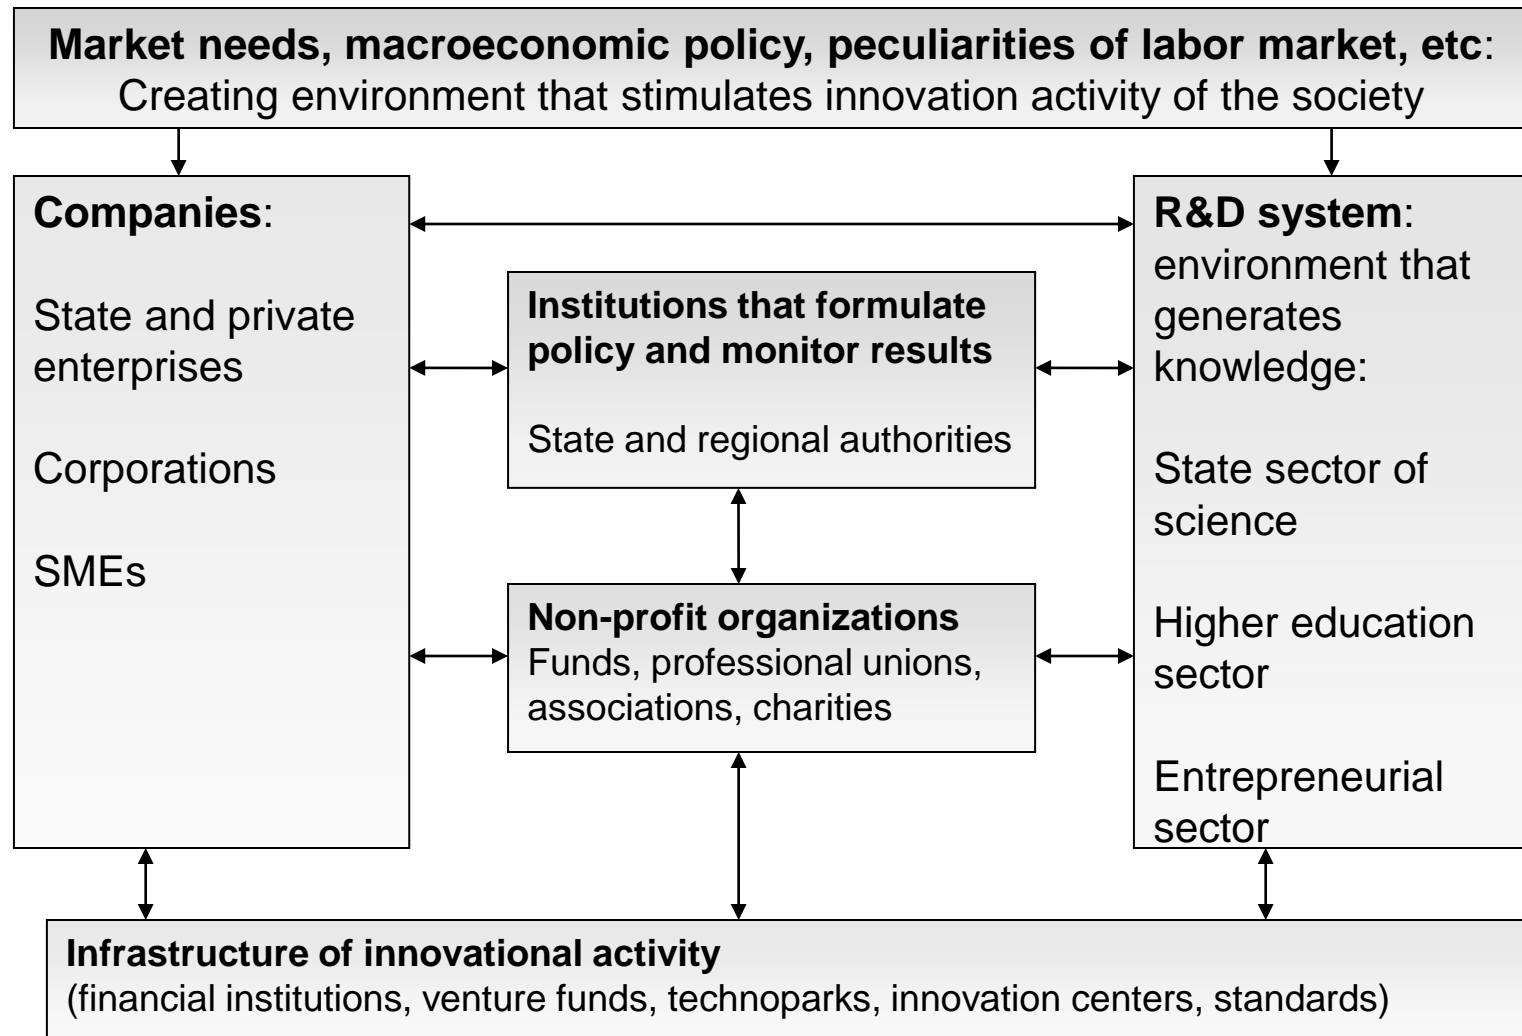 Market needs, macroeconomic policy, peculiarities of labor market, etc:
Creating environment that stimulates innovation activity of the society
Companies:
State and private
enterprises
Corporations
SMEs
Institutions that formulate
policy and monitor results
State and regional authorities
Non-profit organizations
Funds, professional unions,
associations, charities
R&D system:
environment that
generates
knowledge:
State sector of
science
Higher education
sector
Entrepreneurial
sector
Infrastructure of innovational activity
(financial institutions, venture funds, technoparks, innovation centers, standards)